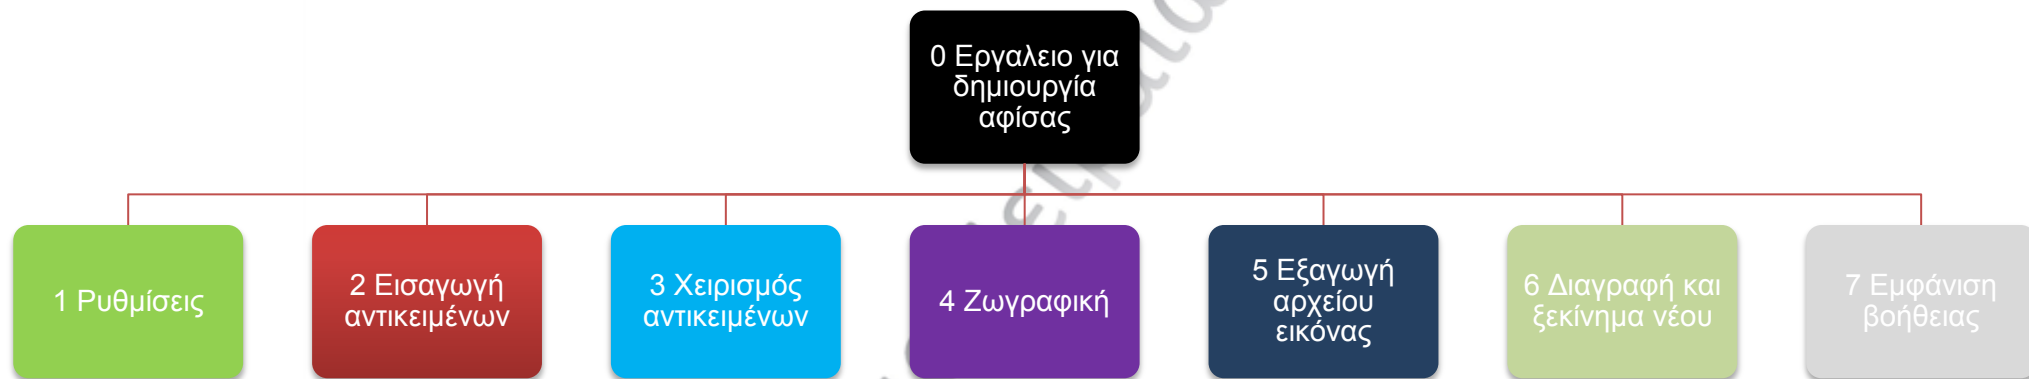 0 Εργαλειο για
δημιουργία
αφίσας
1 Ρυθμίσεις
2 Εισαγωγή
αντικειμένων
3 Χειρισμός
αντικειμένων
4 Ζωγραφική
5 Εξαγωγή
αρχείου
εικόνας
6 Διαγραφή και
ξεκίνημα νέου
7 Εμφάνιση
βοήθειας